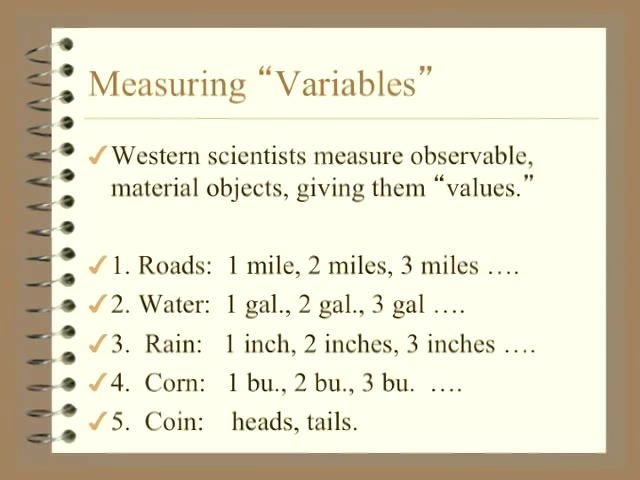 Measuring “Variables”
✓Western scientists measure observable,
material objects, giving them “values.”
✓1. Roads: 1 mile, 2 miles, 3 miles ….
✓2. Water: 1 gal., 2 gal., 3 gal ….
✓3. Rain: 1 inch, 2 inches, 3 inches ….
✓4. Corn: 1 bu., 2 bu., 3 bu. ….
✓5. Coin: heads, tails.